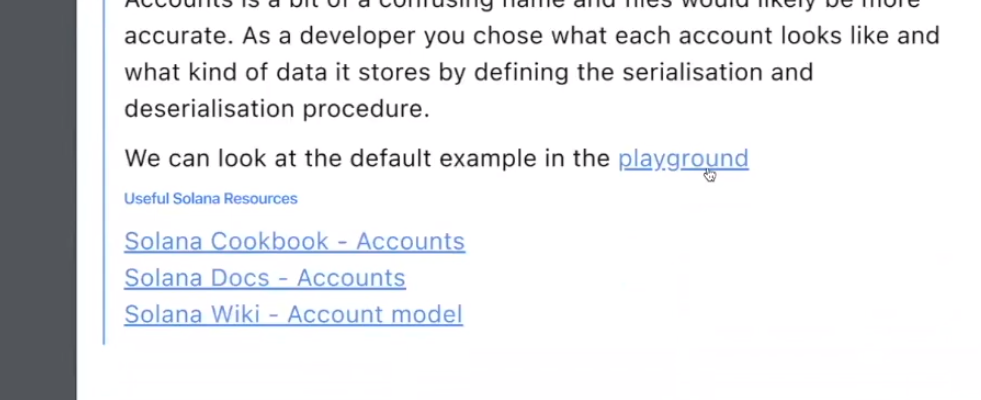 Accounts is a bit of a confusing name and files would likely be more
accurate. As a developer you chose what each account looks like and
what kind of data it stores by defining the serialisation and
deserialisation procedure.
We can look at the default example in the playground
Useful Solana Resources
Solana Cookbook - Accounts
Solana Docs - Accounts
Solana Wiki - Account model